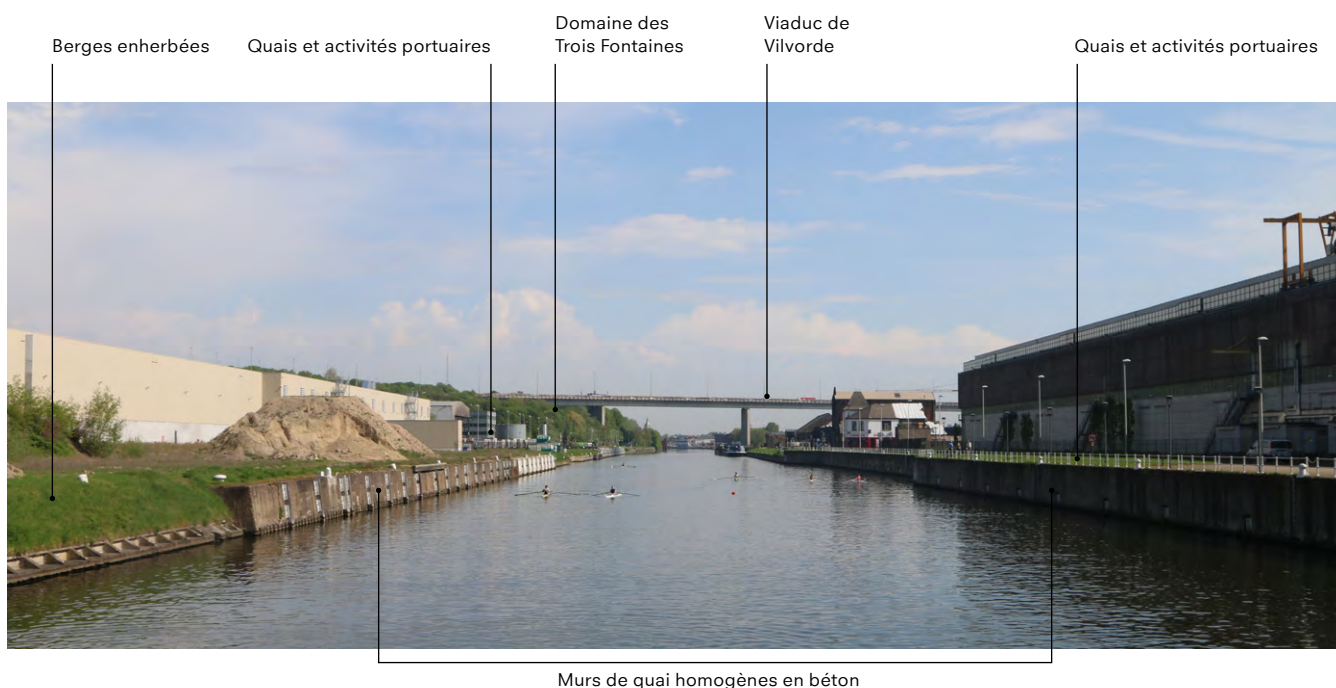 Berges enherbées
Quais et activités portuaires
Domaine des
Trois Fontaines
Viaduc de
Vilvorde
Quais et activités portuaires
Murs de quai homogènes en béton